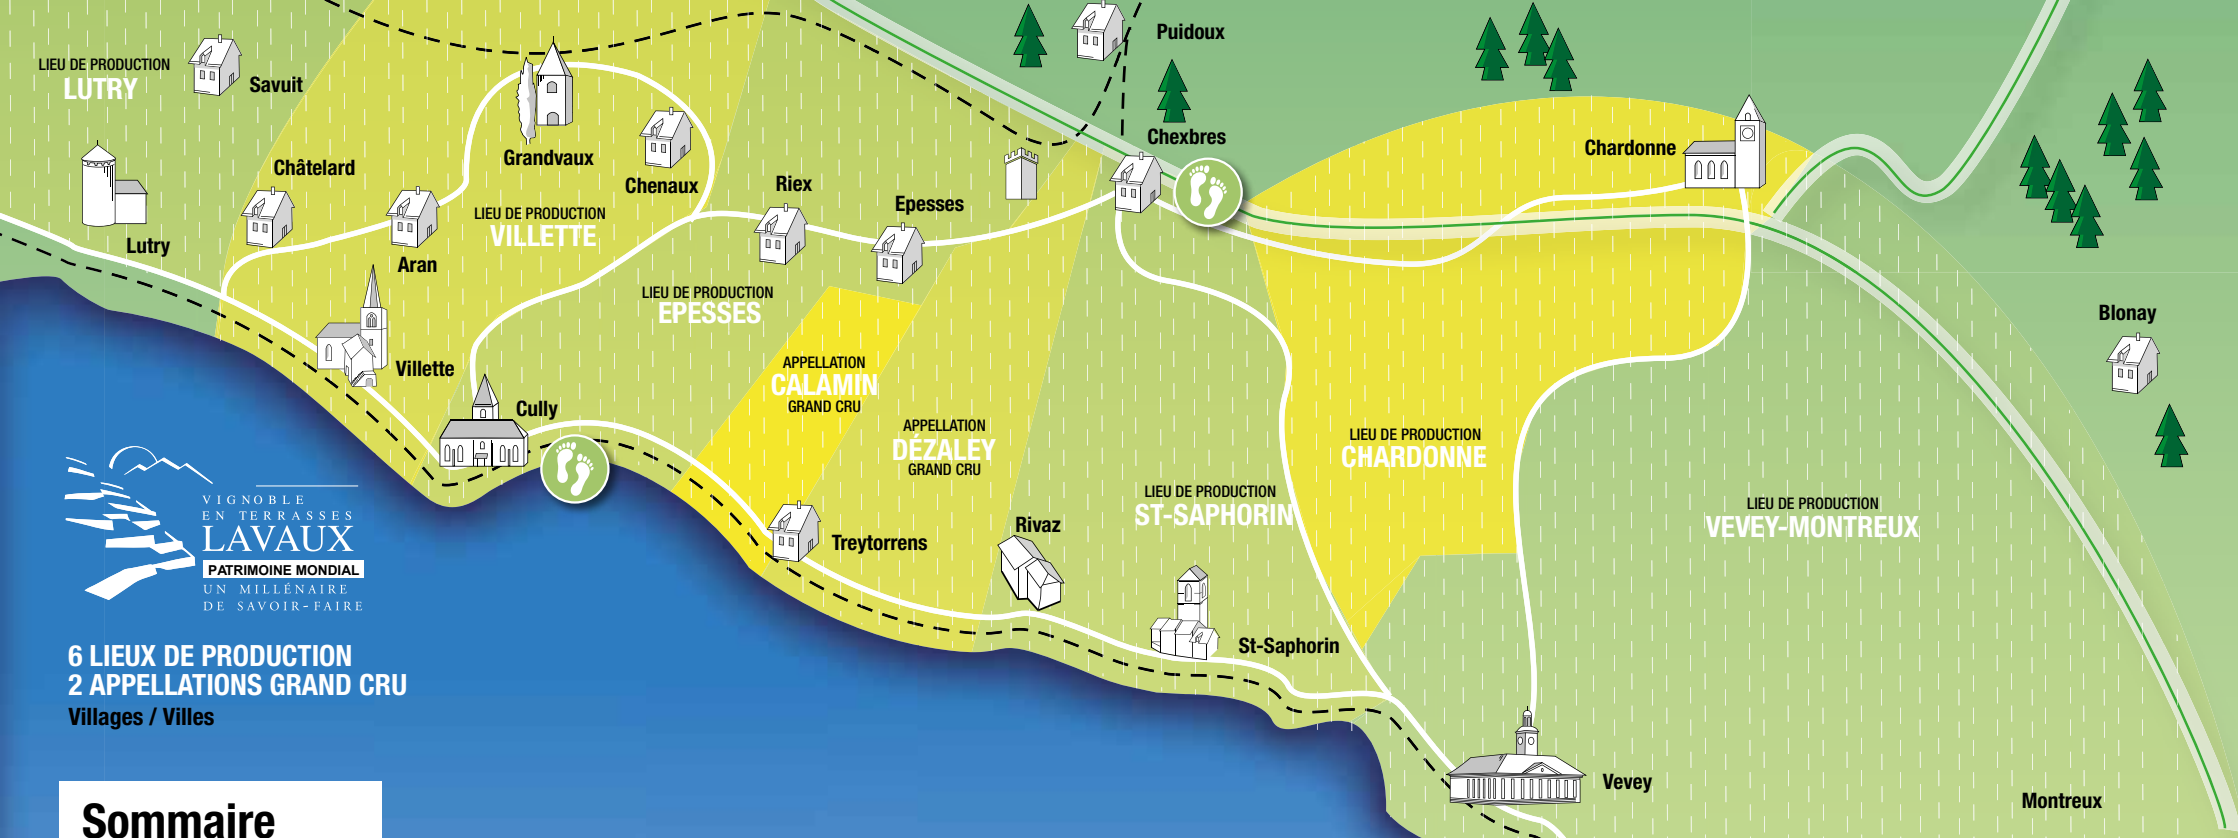 Puidoux
LIEU DE PRODUCTION
LUTRY
Savuit
Chexbres
Chardonne
Châtelard
Grandvaux
Chenaux
Riex
Epesses
Lutry
Aran
LIEU DE PRODUCTION
VILLETTE
LIEU DE PRODUCTION
EPESSES
Blonay
Villette
APPELLATION
CALAMIN
GRAND CRU
Cully
APPELLATION
DÉZALEY
GRAND CRU
LIEU DE PRODUCTION
CHARDONNE
LIEU DE PRODUCTION
ST-SAPHORIN
LIEU DE PRODUCTION
VEVEY-MONTREUX
Treytorrens
Rivaz
St-Saphorin
Vevey
Montreux
VIGNOBLE
EN TERRASSES
LAVAUX
PATRIMOINE MONDIAL
UN MILLÉNAIRE
DE SAVOIR-FAIRE
6 LIEUX DE PRODUCTION
2 APPELLATIONS GRAND CRU
Villages / Villes
Sommaire